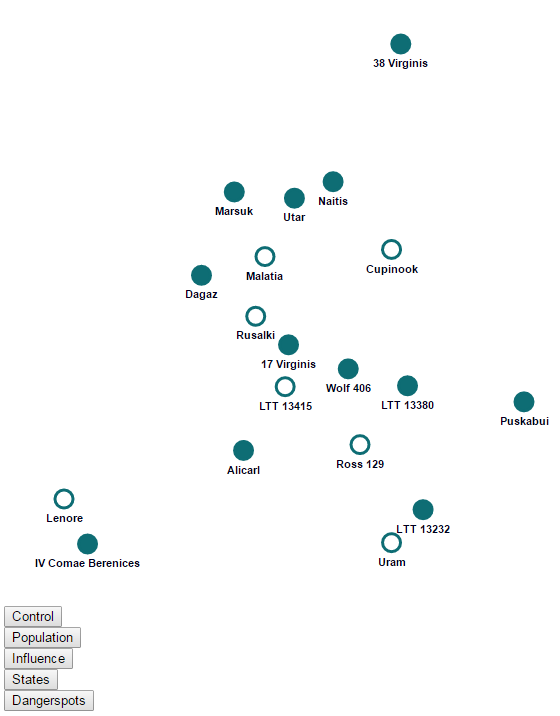 38 Virginis
Naitis
Marsuk
Utar
Cupinook
Malatia
Dagaz
Rusalki
17 Virginis
Wolf 406
LTT 13415
LTT 13380
Puskabui
Ross 129
Alicarl
Lenore
LTT 13232
IV Comae Berenices
Uram
Control
Population
Influence
States
Dangerspots